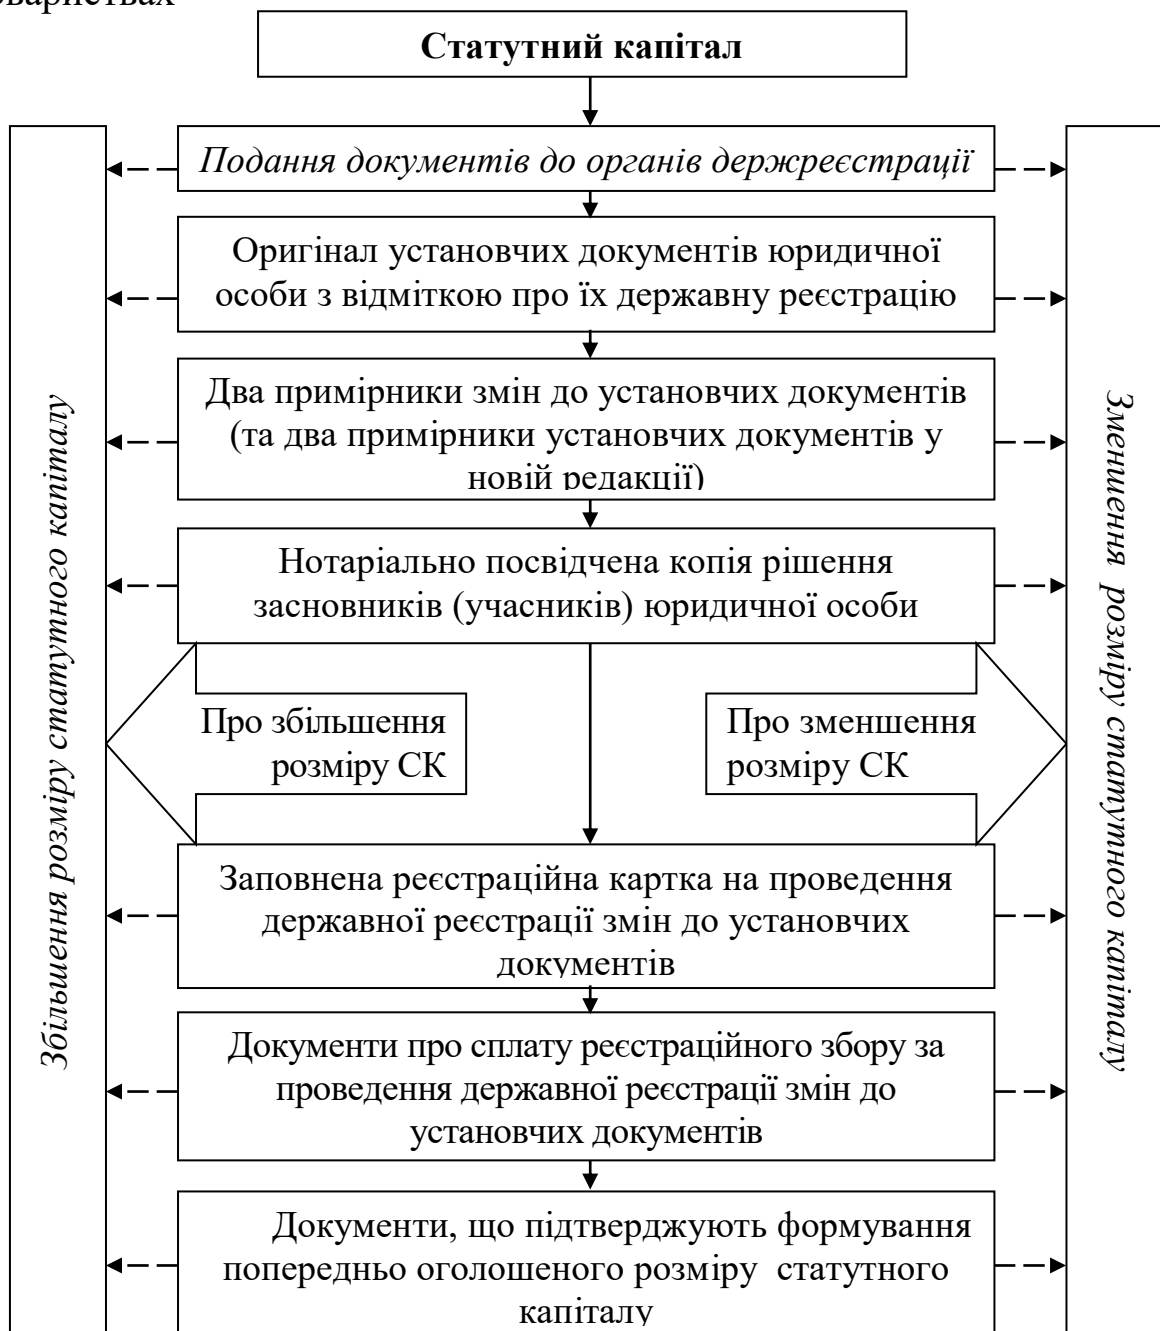 овариствах
Статутний капітал
Подання документів до органів держреєстрації
Оригінал установчих документів юридичної
особи з відміткою про їх державну реєстрацію
Два примірники змін до установчих документів
(та два примірники установчих документів у
новій редакції)
Нотаріально посвідчена копія рішення
засновників (учасників) юридичної особи
Про збільшення
розміру СК
Про зменшення
розміру СК
Заповнена реєстраційна картка на проведення
державної реєстрації змін до установчих
документів
Документи про сплату реєстраційного збору за
проведення державної реєстрації змін до
установчих документів
Документи, що підтверджують формування
попередньо оголошеного розміру статутного
капіталу
Збільшення розміру статутного капіталу
Зменшення розміру статутного капіталу